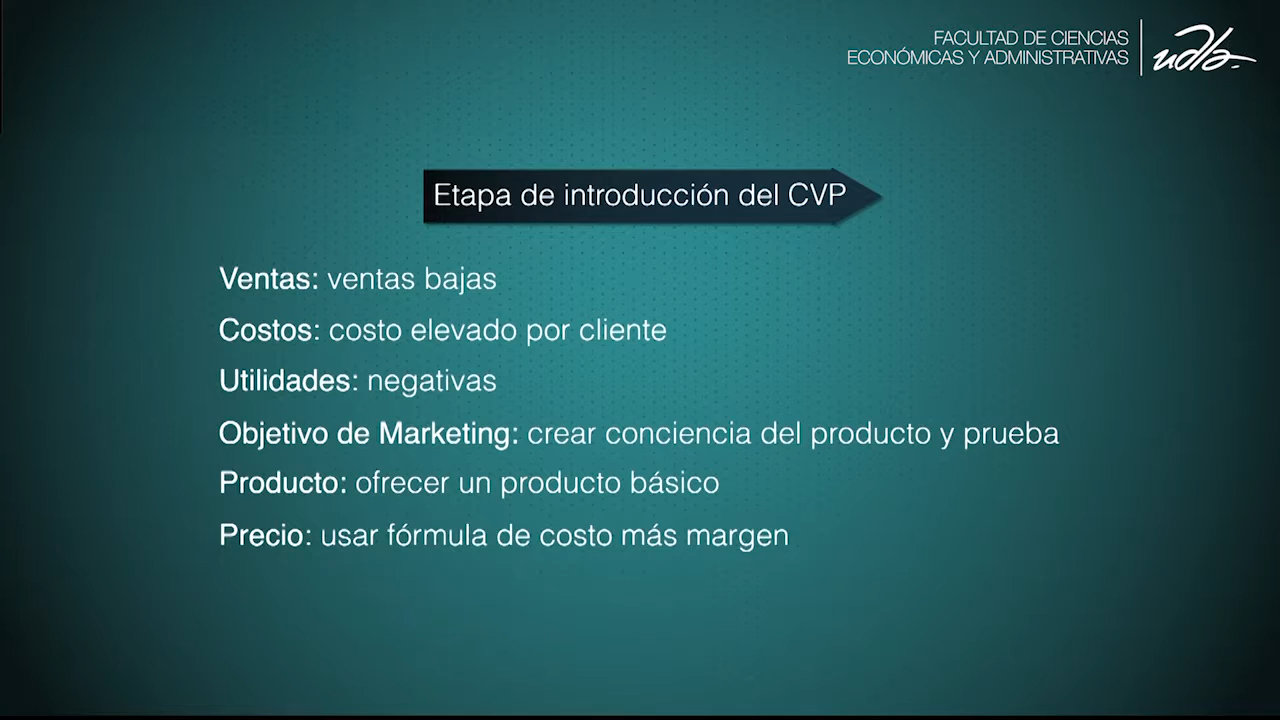 FACULTAD DE CIENCIAS
ECONÓMICAS Y ADMINISTRATIVAS
udla-
Etapa de introducción del CVP
Ventas: ventas bajas
Costos: costo elevado por cliente
Utilidades: negativas
Objetivo de Marketing: crear conciencia del producto y prueba
Producto: ofrecer un producto básico
Precio: usar fórmula de costo más margen